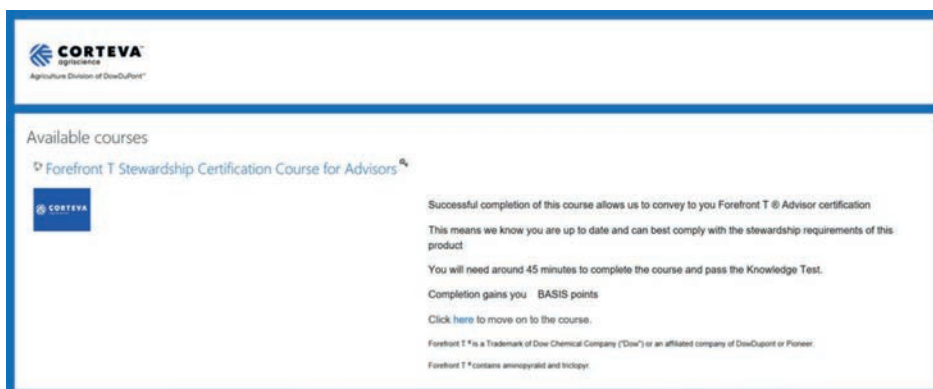 CORTEVA™
agriscience
Agriculture Division of DowDuPont™
Available courses
Forefront T Stewardship Certification Course for Advisors
CORTEVA
Successful completion of this course allows us to convey to you Forefront T ® Advisor certification
This means we know you are up to date and can best comply with the stewardship requirements of this
product
You will need around 45 minutes to complete the course and pass the Knowledge Test.
Completion gains you BASIS points
Click here to move on to the course.
Forefront T ® is a Trademark of Dow Chemical Company ("Dow") or an affiliated company of DowDupont or Pioneer.
Forefront T ® contains aminopyralid and triclopyr.